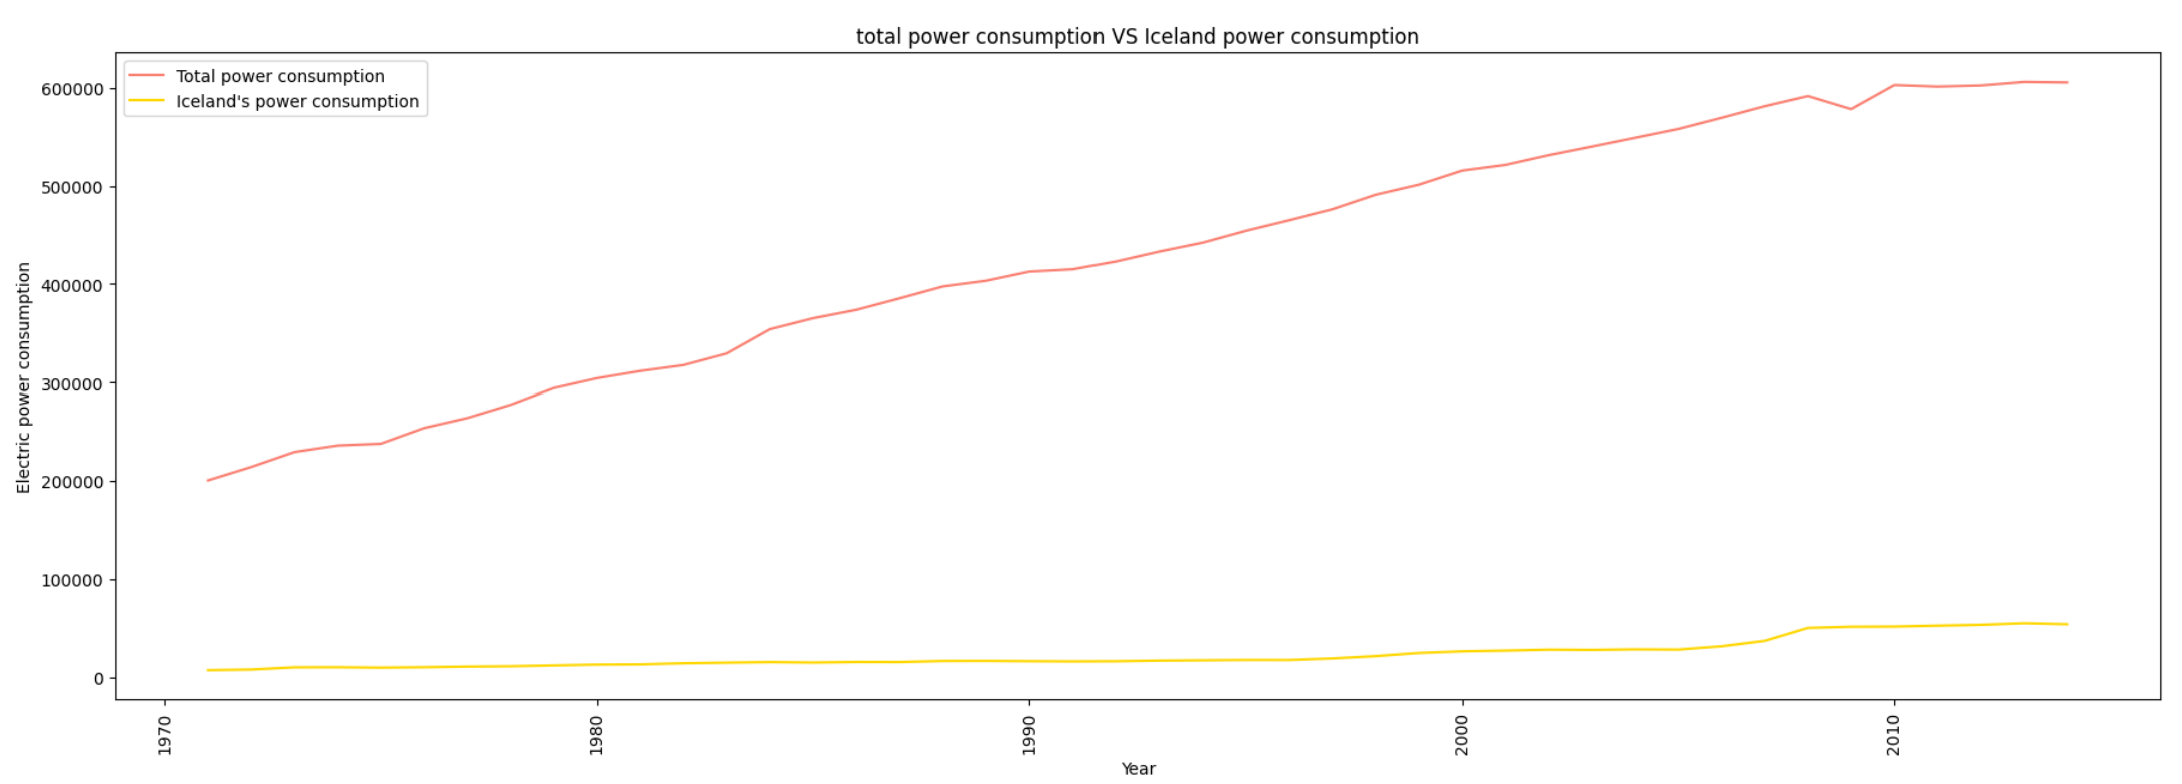 total power consumption VS Iceland power consumption
Total power consumption
Iceland's power consumption
600000
500000
400000
300000
200000
100000
0
Electric power consumption
1970
1980
1990
2000
2010
Year